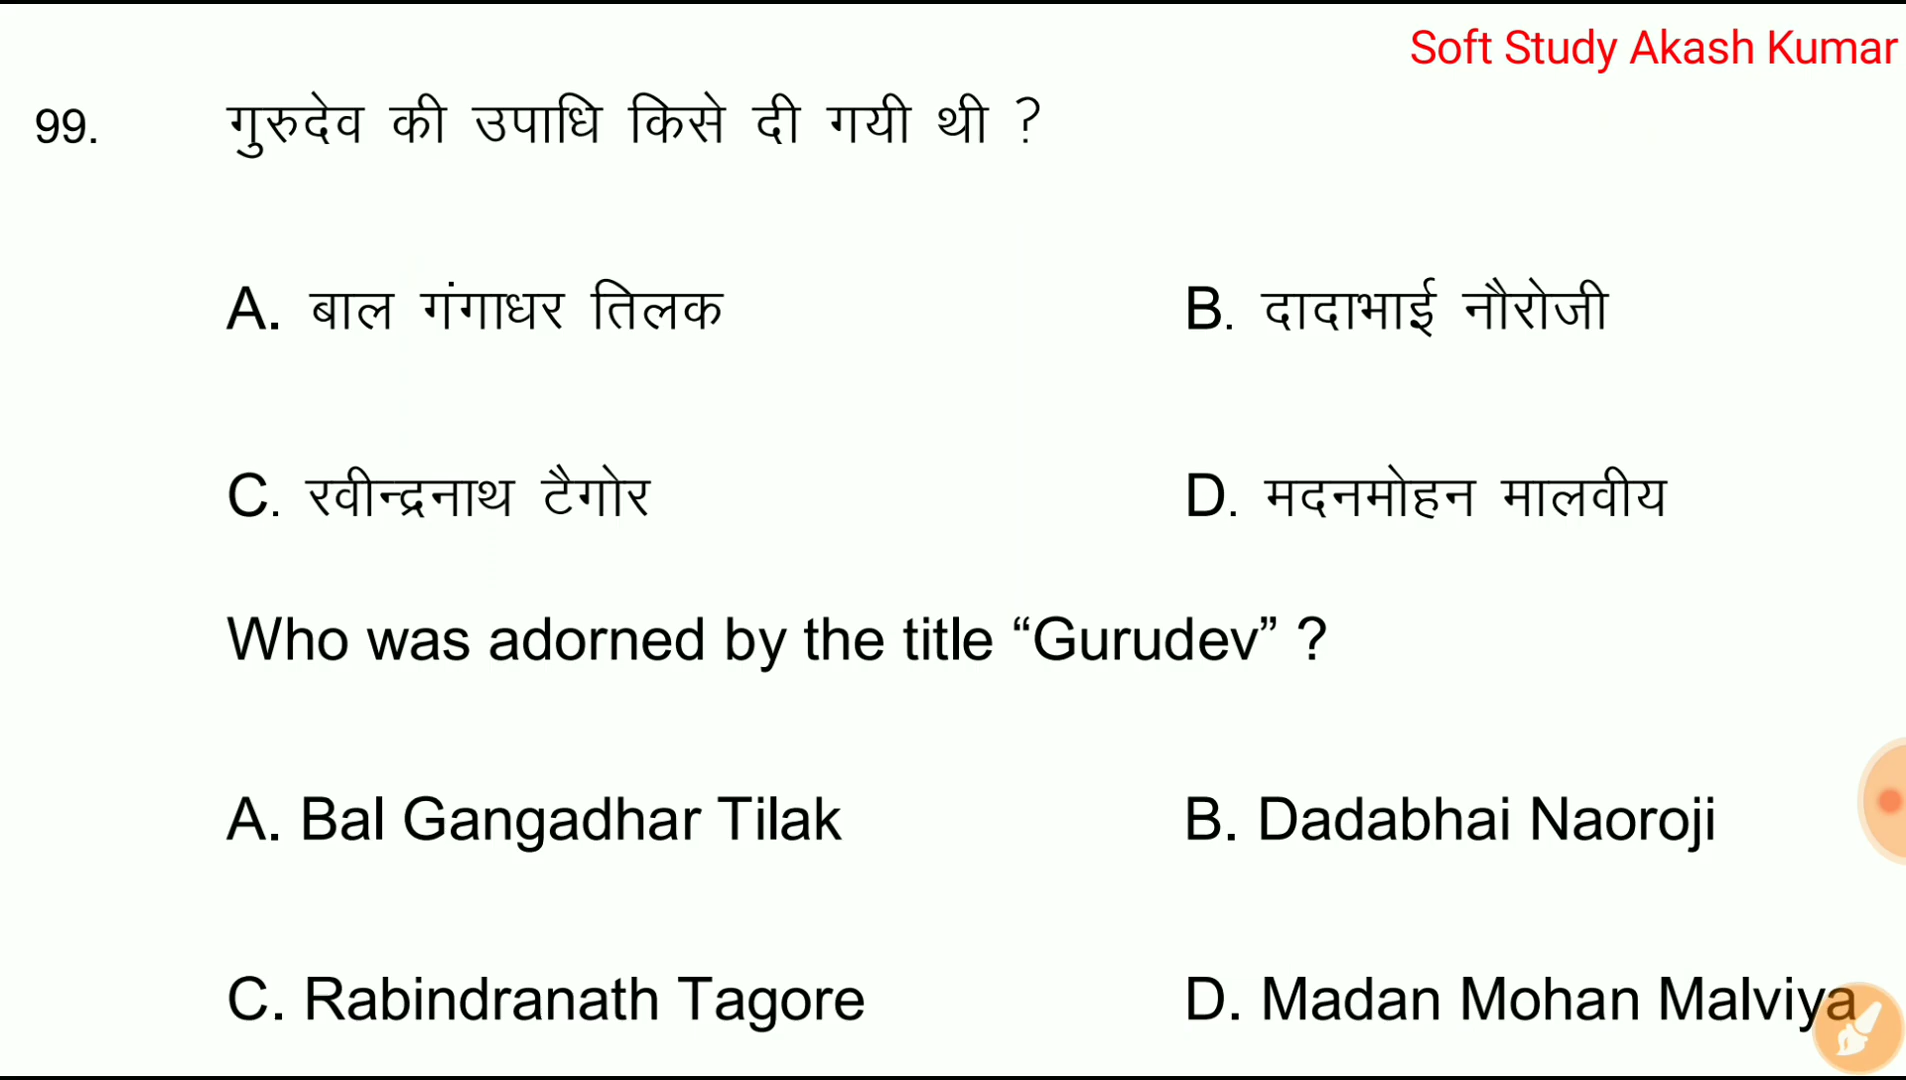 Soft Study Akash Kumar
99. गुरुदेव की उपाधि किसे दी गयी थी ?
A. बाल गंगाधर तिलक B. दादाभाई नौरोजी
C. रवीन्द्रनाथ टैगोर D. मदनमोहन मालवीय
Who was adorned by the title “Gurudev” ?
A. Bal Gangadhar Tilak B. Dadabhai Naoroji
C. Rabindranath Tagore D. Madan Mohan Malviya